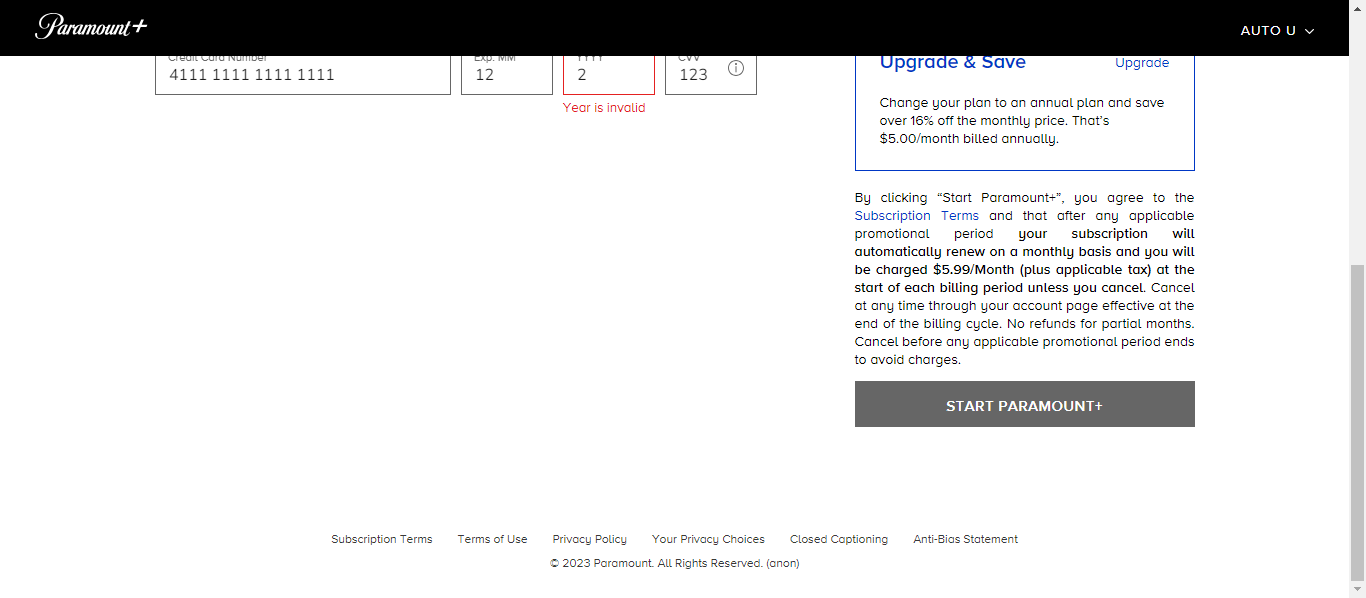 Paramount+
AUTO U
Credit Card Number
Exp. MM
YYYY
CVV
4111 1111 1111 1111
12
2
123
Year is invalid
Upgrade & Save
Upgrade
Change your plan to an annual plan and save
over 16% off the monthly price. That's
$5.00/month billed annually.
By clicking “Start Paramount+”, you agree to the
Subscription Terms and that after any applicable
promotional period your subscription will
automatically renew on a monthly basis and you will
be charged $5.99/Month (plus applicable tax) at the
start of each billing period unless you cancel. Cancel
at any time through your account page effective at the
end of the billing cycle. No refunds for partial months.
Cancel before any applicable promotional period ends
to avoid charges.
START PARAMOUNT+
Subscription Terms
Terms of Use
Privacy Policy
Your Privacy Choices
Closed Captioning
Anti-Bias Statement
© 2023 Paramount. All Rights Reserved. (anon)